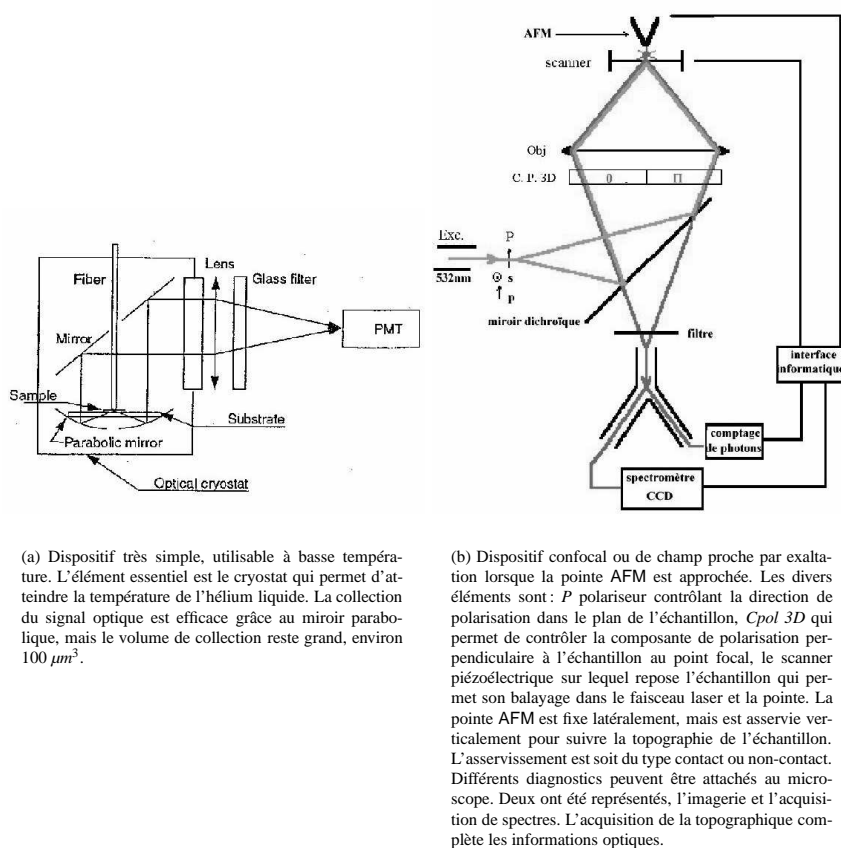 Fiber
Lens
Glass filter
PMT
Mirror
Sample
Substrate
Parabolic mirror
Optical cryostat
AFM
scanner
Obj
C. P. 3D
0
Π
Exc.
P
532nm
s
p
miroir dichroïque
filtre
interface
informatique
comptage
de photons
spectromètre
CCD
(a) Dispositif très simple, utilisable à basse tempéra-
ture. L'élément essentiel est le cryostat qui permet d'at-
teindre la température de l'hélium liquide. La collection
du signal optique est efficace grâce au miroir parabo-
lique, mais le volume de collection reste grand, environ
100 μm³.
(b) Dispositif confocal ou de champ proche par exalta-
tion lorsque la pointe AFM est approchée. Les divers
éléments sont : P polariseur contrôlant la direction de
polarisation dans le plan de l'échantillon, Cpol 3D qui
permet de contrôler la composante de polarisation per-
pendiculaire à l'échantillon au point focal, le scanner
piézoélectrique sur lequel repose l'échantillon qui per-
met son balayage dans le faisceau laser et la pointe. La
pointe AFM est fixe latéralement, mais est asservie ver-
ticalement pour suivre la topographie de l'échantillon.
L'asservissement est soit du type contact ou non-contact.
Différents diagnostics peuvent être attachés au micro-
scope. Deux ont été représentés, l'imagerie et l'acquisi-
tion de spectres. L'acquisition de la topographique com-
plète les informations optiques.